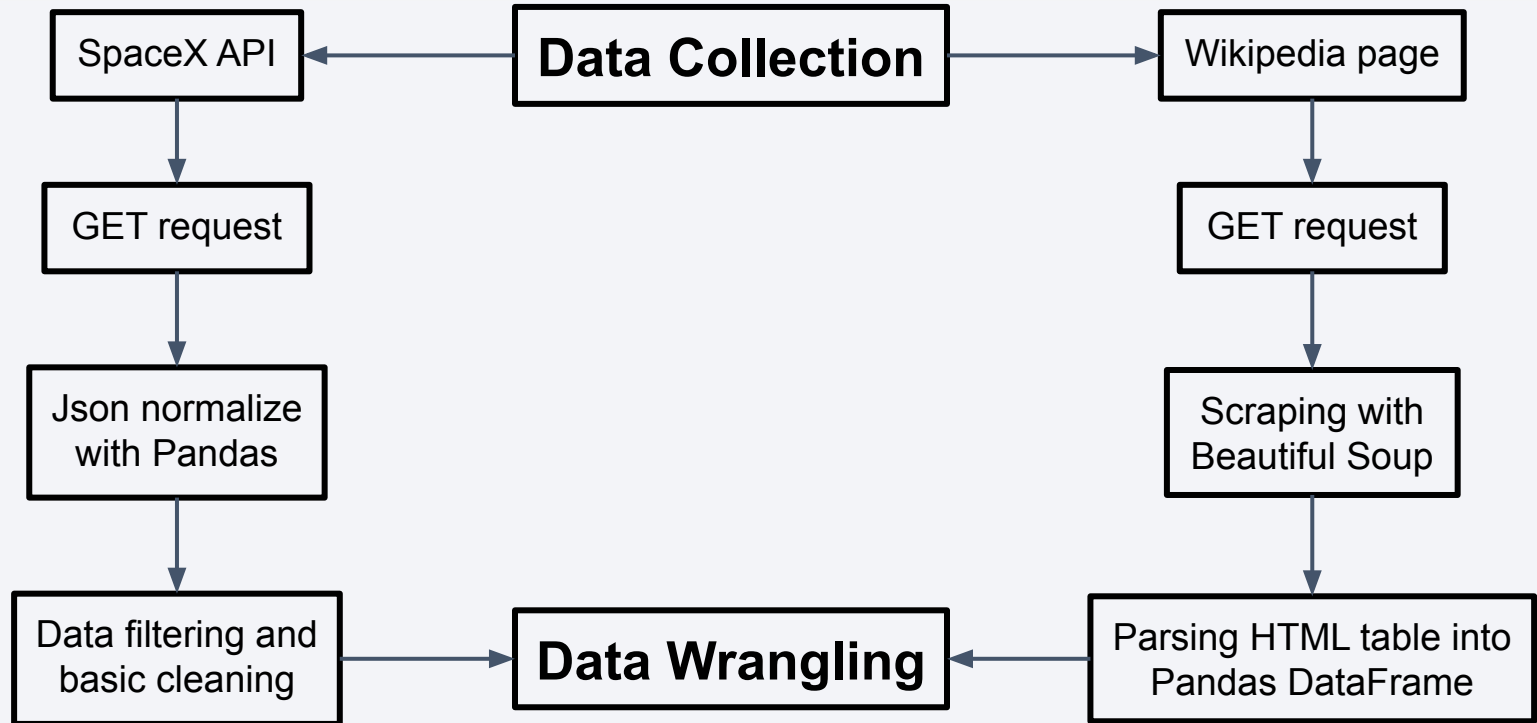 SpaceX API
Data Collection
Wikipedia page
GET request
GET request
Json normalize
with Pandas
Scraping with
Beautiful Soup
Data filtering and
basic cleaning
Data Wrangling
Parsing HTML table into
Pandas DataFrame